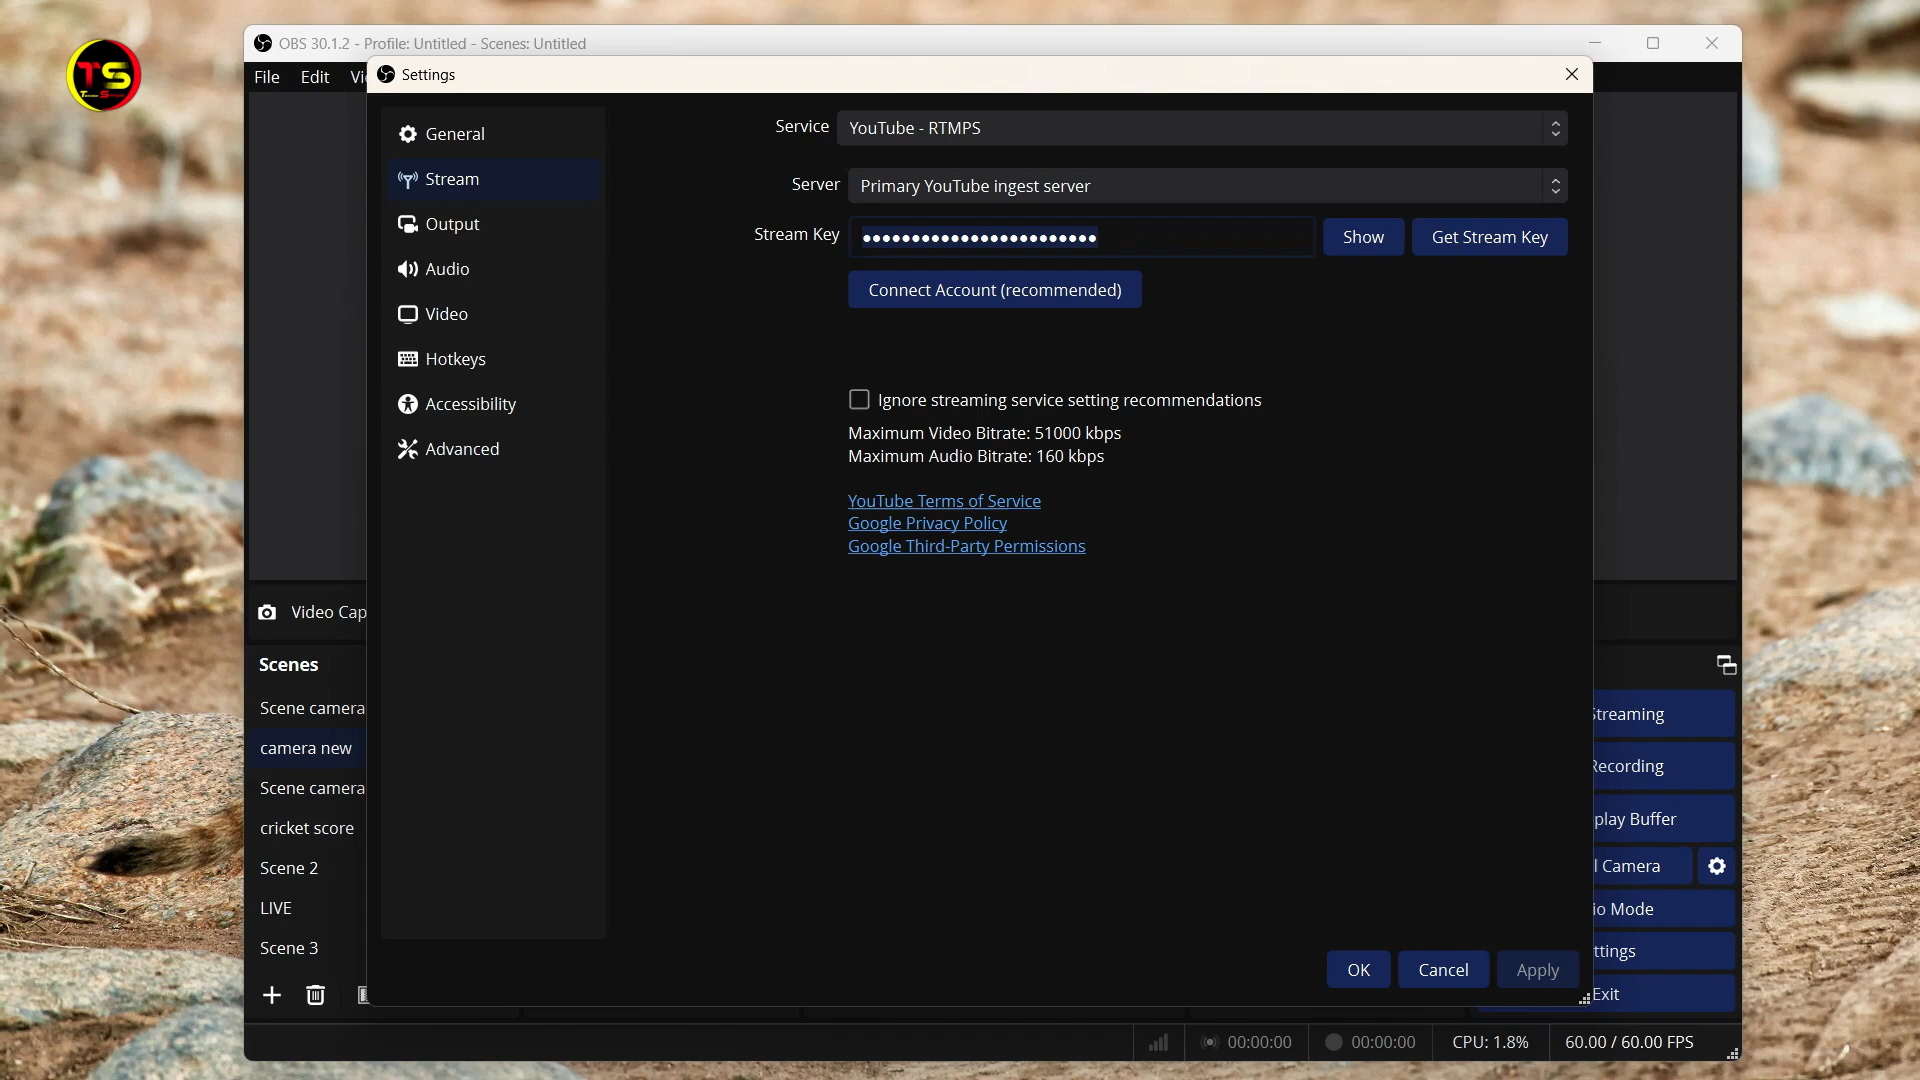 TS
OBS 30.1.2 - Profile: Untitled - Scenes: Untitled
File Edit Vi
Settings
General
Stream
Output
Audio
Video
Hotkeys
Accessibility
Advanced
Service YouTube - RTMPS
Server Primary YouTube ingest server
Stream Key ●●●●●●●●●●●●●●●●●●●●●●●● Show Get Stream Key
Connect Account (recommended)
Ignore streaming service setting recommendations
Maximum Video Bitrate: 51000 kbps
Maximum Audio Bitrate: 160 kbps
YouTube Terms of Service
Google Privacy Policy
Google Third-Party Permissions
OK Cancel Apply
Video Cap
Scenes
Scene camera
camera new
Scene camera
cricket score
Scene 2
LIVE
Scene 3
Streaming
Recording
play Buffer
l Camera
io Mode
ttings
Exit
00:00:00 00:00:00 CPU: 1.8% 60.00 / 60.00 FPS